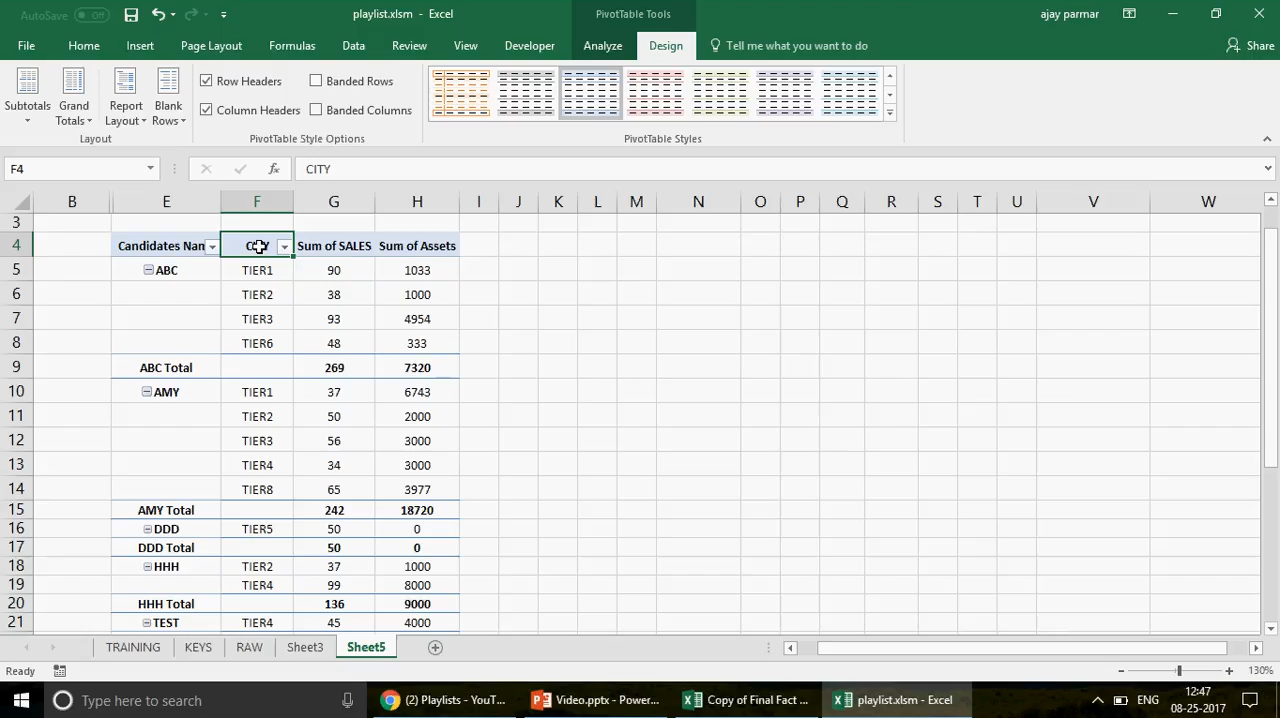 AutoSave Off
playlist.xlsm - Excel
PivotTable Tools
ajay parmar
File Home Insert Page Layout Formulas Data Review View Developer Analyze Design Tell me what you want to do Share
Subtotals Grand Totals Report Layout Blank Rows
Row Headers Banded Rows
Column Headers Banded Columns
Layout PivotTable Style Options PivotTable Styles
F4 fx CITY
B E F G H I J K L M N O P Q R S T U V W
3
4 Candidates Nan Sum of SALES Sum of Assets
5 ABC TIER1 90 1033
6 TIER2 38 1000
7 TIER3 93 4954
8 TIER6 48 333
9 ABC Total 269 7320
10 AMY TIER1 37 6743
11 TIER2 50 2000
12 TIER3 56 3000
13 TIER4 34 3000
14 TIER8 65 3977
15 AMY Total 242 18720
16 DDD TIER5 50 0
17 DDD Total 50 0
18 HHH TIER2 37 1000
19 TIER4 99 8000
20 HHH Total 136 9000
21 TEST TIER4 45 4000
TRAINING KEYS RAW Sheet3 Sheet5
Ready 130%
Type here to search
(2) Playlists - YouT...
Video.pptx - Power...
Copy of Final Fact ...
playlist.xlsm - Excel
ENG
12:47
08-25-2017